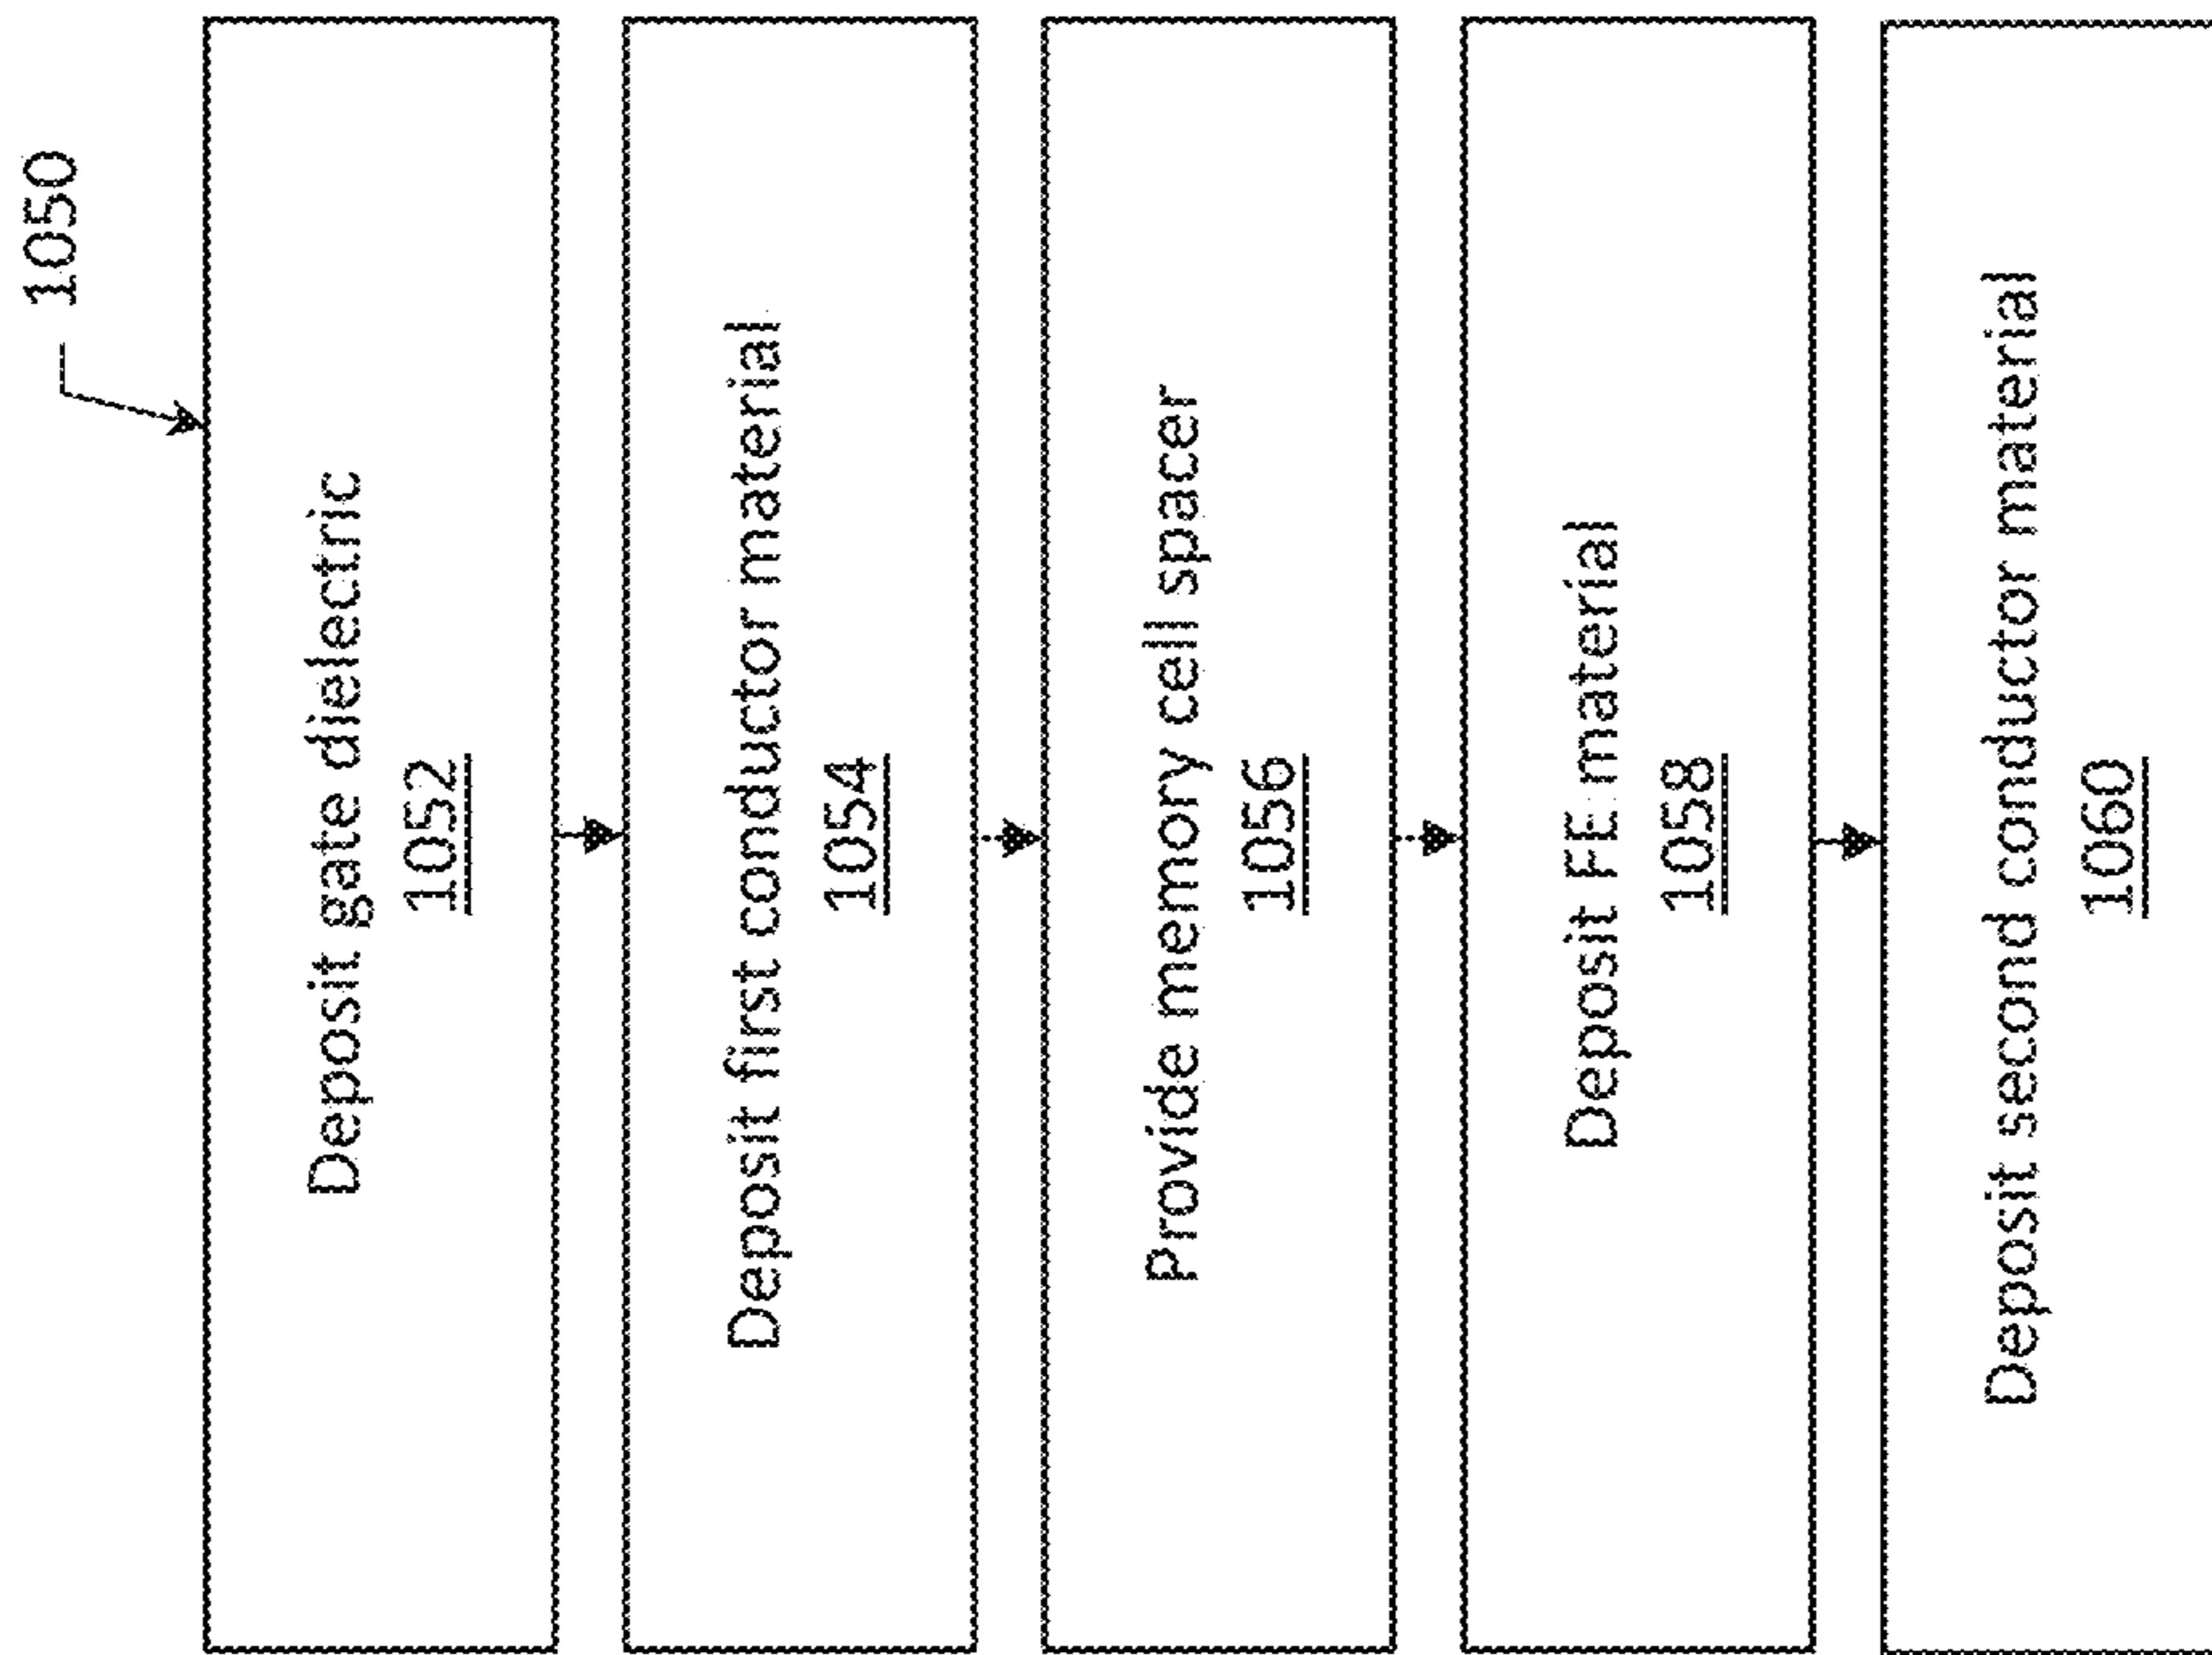 1050
Deposit gate dielectric
1052
Deposit first conductor material
1054
Provide memory cell spacer
1056
Deposit FE material
1058
Deposit second conductor material
1060